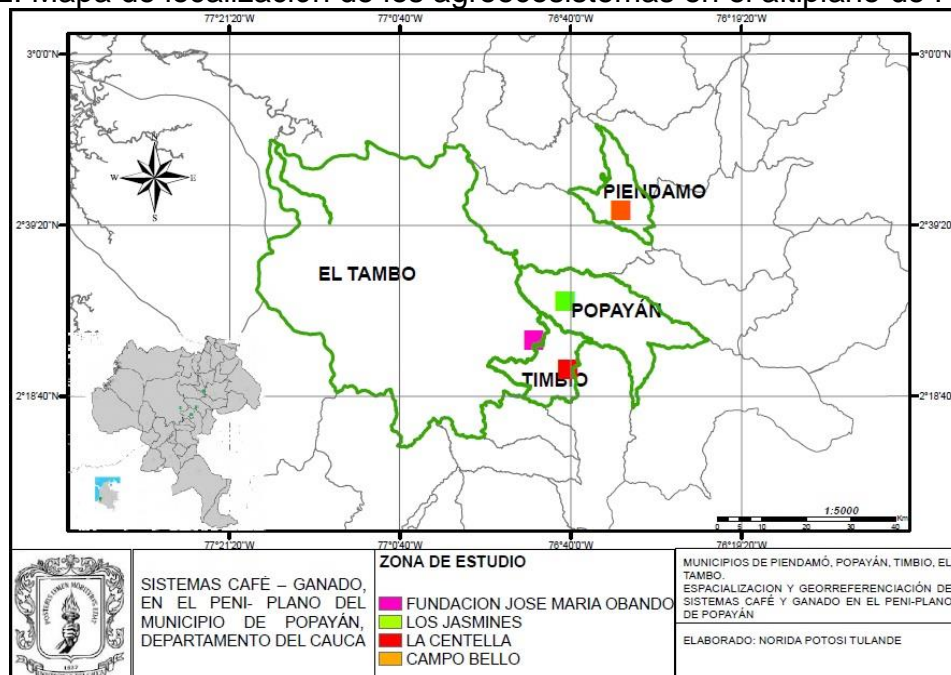 Mapa de localización de los agroecosistemas en el altiplano de
77°21'20"W 77°0'40"W 76°40'0"W 76°19'20"W
3°0'0"N 3°0'0"N
N
W E
S
PIENDAMO
2°39'20"N 2°39'20"
EL TAMBO
POPAYÁN
TIMBIO
2°18'40"N 2°18'40"
1:5000
0 5 10 20 30 40
Km
77°21'20"W 77°0'40"W 76°40'0"W 76°19'20"W
SISTEMAS CAFÉ – GANADO,
EN EL PENI- PLANO DEL
MUNICIPIO DE POPAYÁN,
DEPARTAMENTO DEL CAUCA
ZONA DE ESTUDIO
FUNDACION JOSE MARIA OBANDO
LOS JASMINES
LA CENTELLA
CAMPO BELLO
MUNICIPIOS DE PIENDAMÓ, POPAYÁN, TIMBIO, EL
TAMBO.
ESPACIALIZACION Y GEORREFERENCIACIÓN DE
SISTEMAS CAFÉ Y GANADO EN EL PENI-PLANO
DE POPAYÁN
ELABORADO: NORIDA POTOSI TULANDE